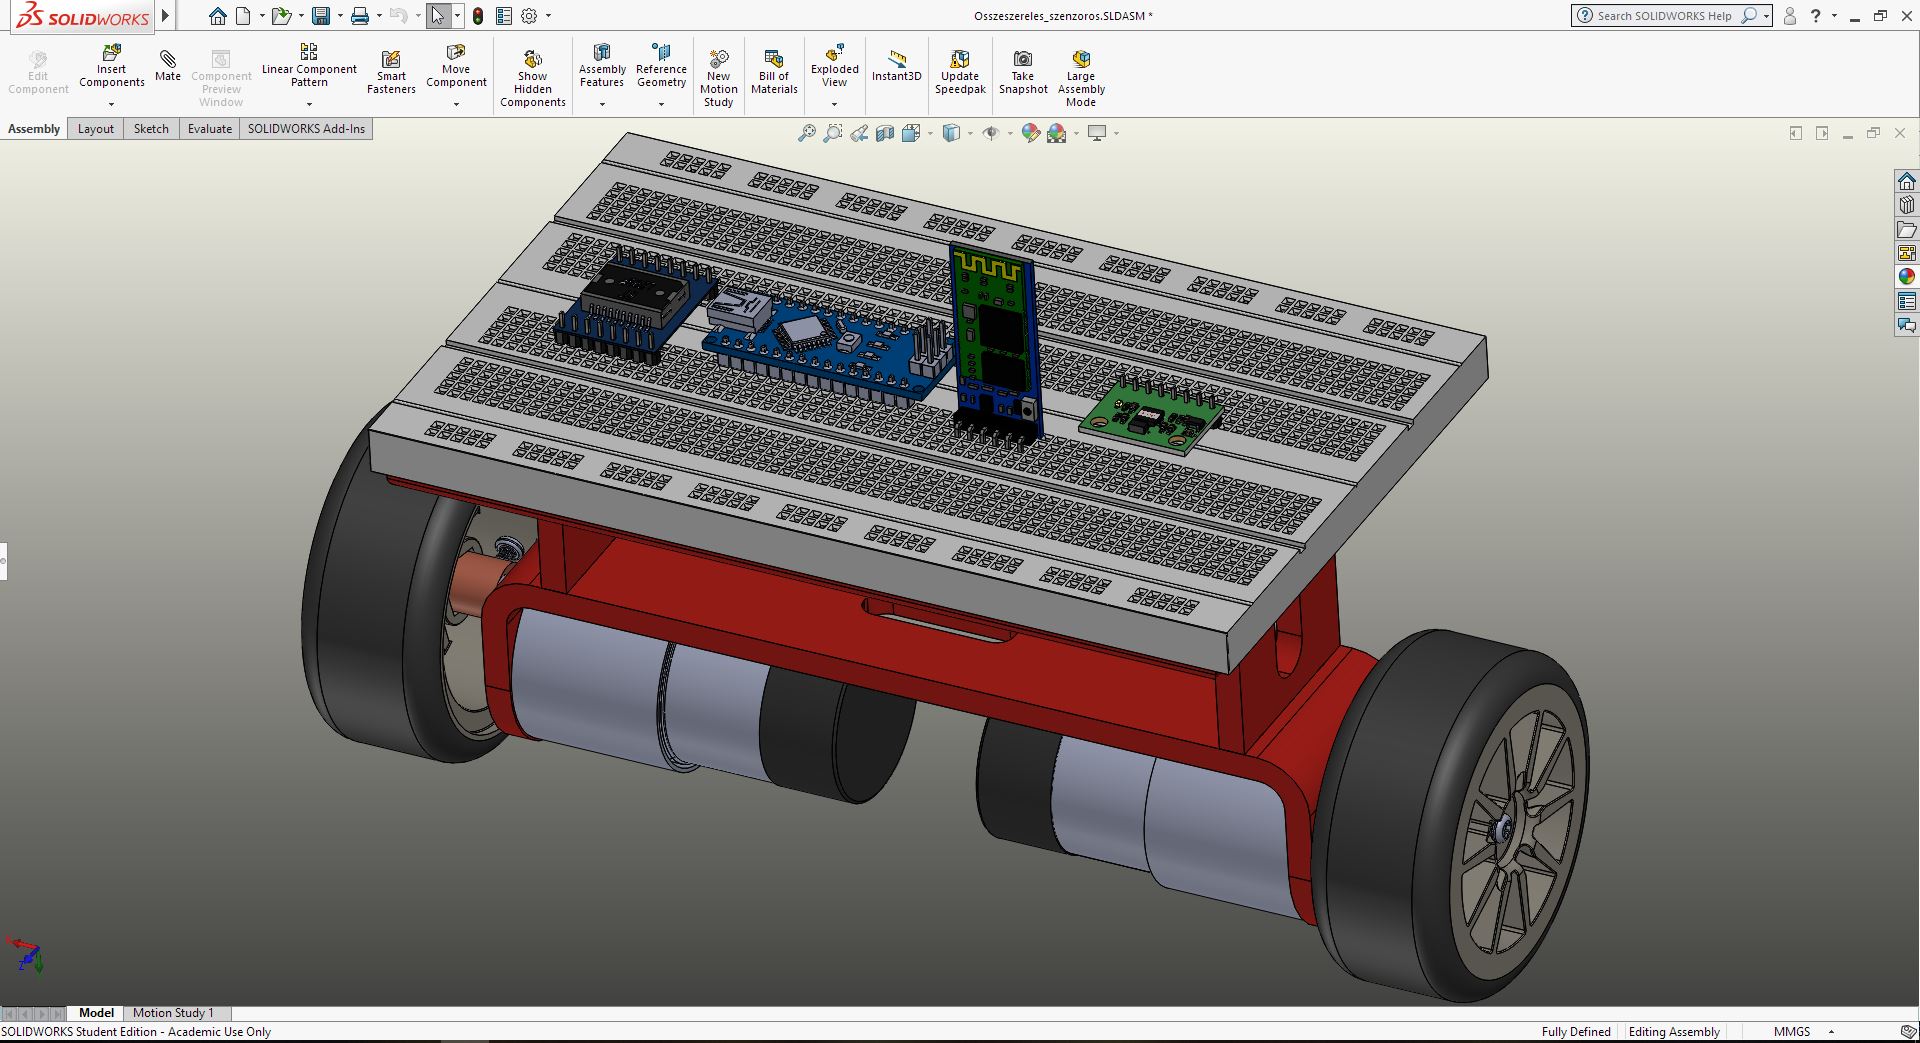 SOLIDWORKS
Osszeszereles_szenzoros.SLDASM *
Search SOLIDWORKS Help
?
Edit
Component
Insert
Components
Mate
Component
Preview
Window
Linear Component
Pattern
Smart
Fasteners
Move
Component
Show
Hidden
Components
Assembly
Features
Reference
Geometry
New
Motion
Study
Bill of
Materials
Exploded
View
Instant3D
Update
Speedpak
Take
Snapshot
Large
Assembly
Mode
Assembly
Layout
Sketch
Evaluate
SOLIDWORKS Add-Ins
Z
Model
Motion Study 1
SOLIDWORKS Student Edition - Academic Use Only
Fully Defined
Editing Assembly
MMGS